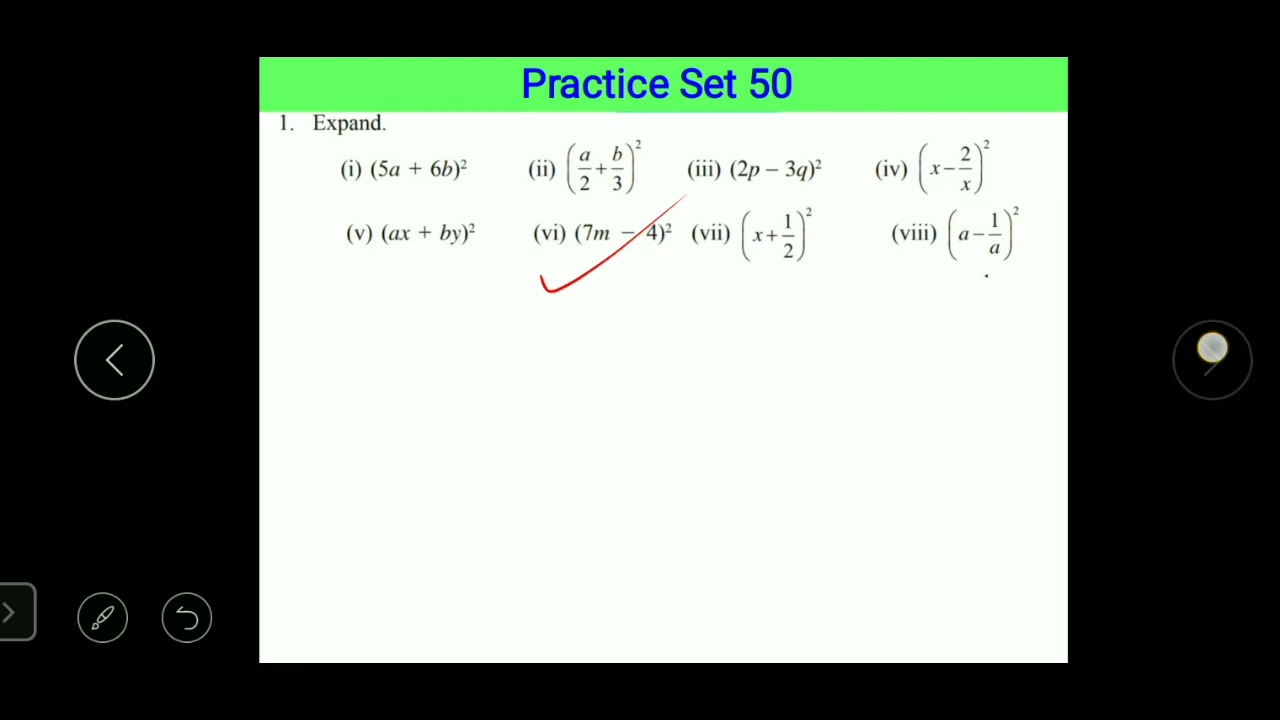 Practice Set 50
1. Expand.
(i) (5a + 6b)² (ii) (a/2 + b/3)² (iii) (2p – 3q)² (iv) (x – 2/x)²
(v) (ax + by)² (vi) (7m – 4)² (vii) (x + 1/2)² (viii) (a – 1/a)²